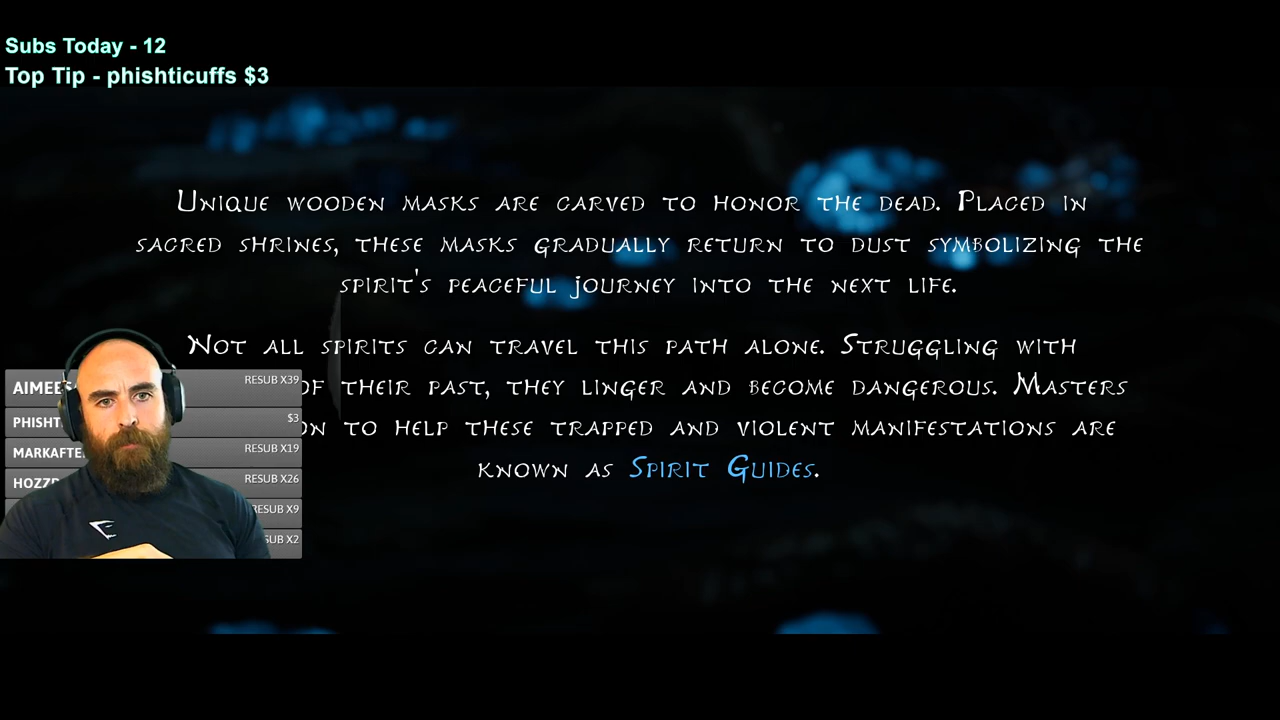 Subs Today - 12
Top Tip - phishticuffs $3
Unique wooden masks are carved to honor the dead. Placed in
sacred shrines, these masks gradually return to dust symbolizing the
spirit's peaceful journey into the next life.
Not all spirits can travel this path alone. Struggling with
of their past, they linger and become dangerous. Masters
to help these trapped and violent manifestations are
known as Spirit Guides.
RESUB X39
$3
RESUB X19
RESUB X26
RESUB X9
X2